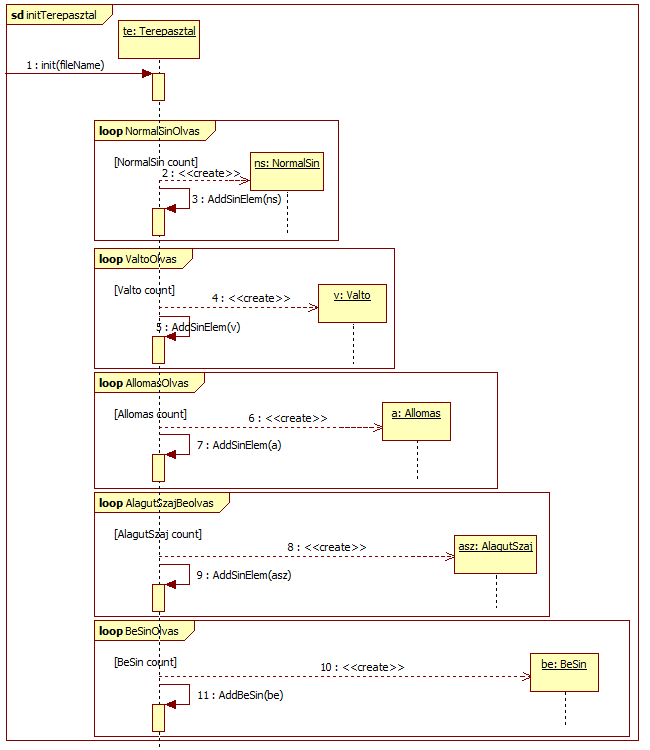 sd initTerepasztal
te: Terepasztal
1 : init(fileName)
loop NormalSinOlvas
[NormalSin count]
ns: NormalSin
2 : <<create>>
3 : AddSinElem(ns)
loop ValtoOlvas
[Valto count]
v: Valto
4 : <<create>>
5 : AddSinElem(v)
loop AllomasOlvas
[Allomas count]
a: Allomas
6 : <<create>>
7 : AddSinElem(a)
loop AlagutSzajBeolvas
[AlagutSzaj count]
asz: AlagutSzaj
8 : <<create>>
9 : AddSinElem(asz)
loop BeSinOlvas
[BeSin count]
be: BeSin
10 : <<create>>
11 : AddBeSin(be)